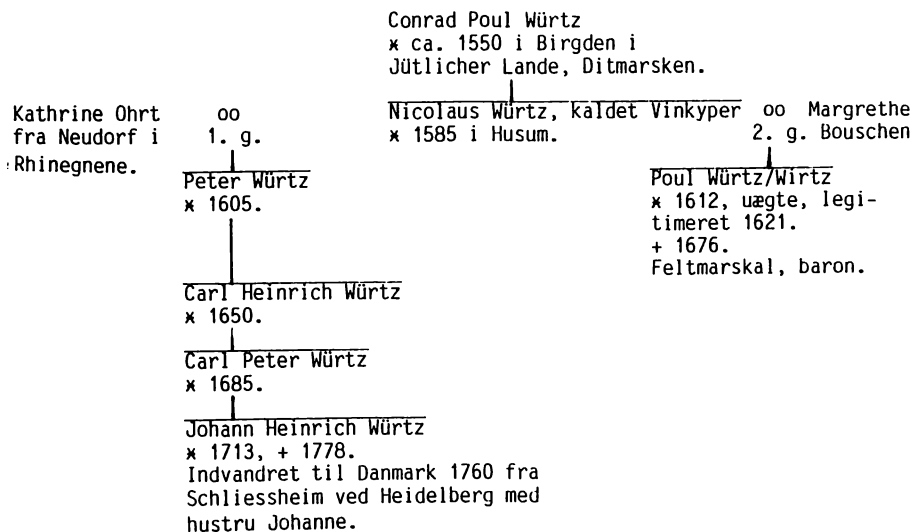 Conrad Poul Würtz
* ca. 1550 i Birgden i
Jütlicher Lande, Ditmarsken.
Kathrine Ohrt
fra Neudorf i
Rhinegnene.
oo
1. g.
Nicolaus Würtz, kaldet Vinkyper
* 1585 i Husum.
oo Margrethe
2. g. Bouschen
Peter Würtz
* 1605.
Poul Würtz/Wirtz
* 1612, uægte, legi-
timeret 1621.
+ 1676.
Feltmarskal, baron.
Carl Heinrich Würtz
* 1650.
Carl Peter Würtz
* 1685.
Johann Heinrich Würtz
* 1713, + 1778.
Indvandret til Danmark 1760 fra
Schliessheim ved Heidelberg med
hustru Johanne.